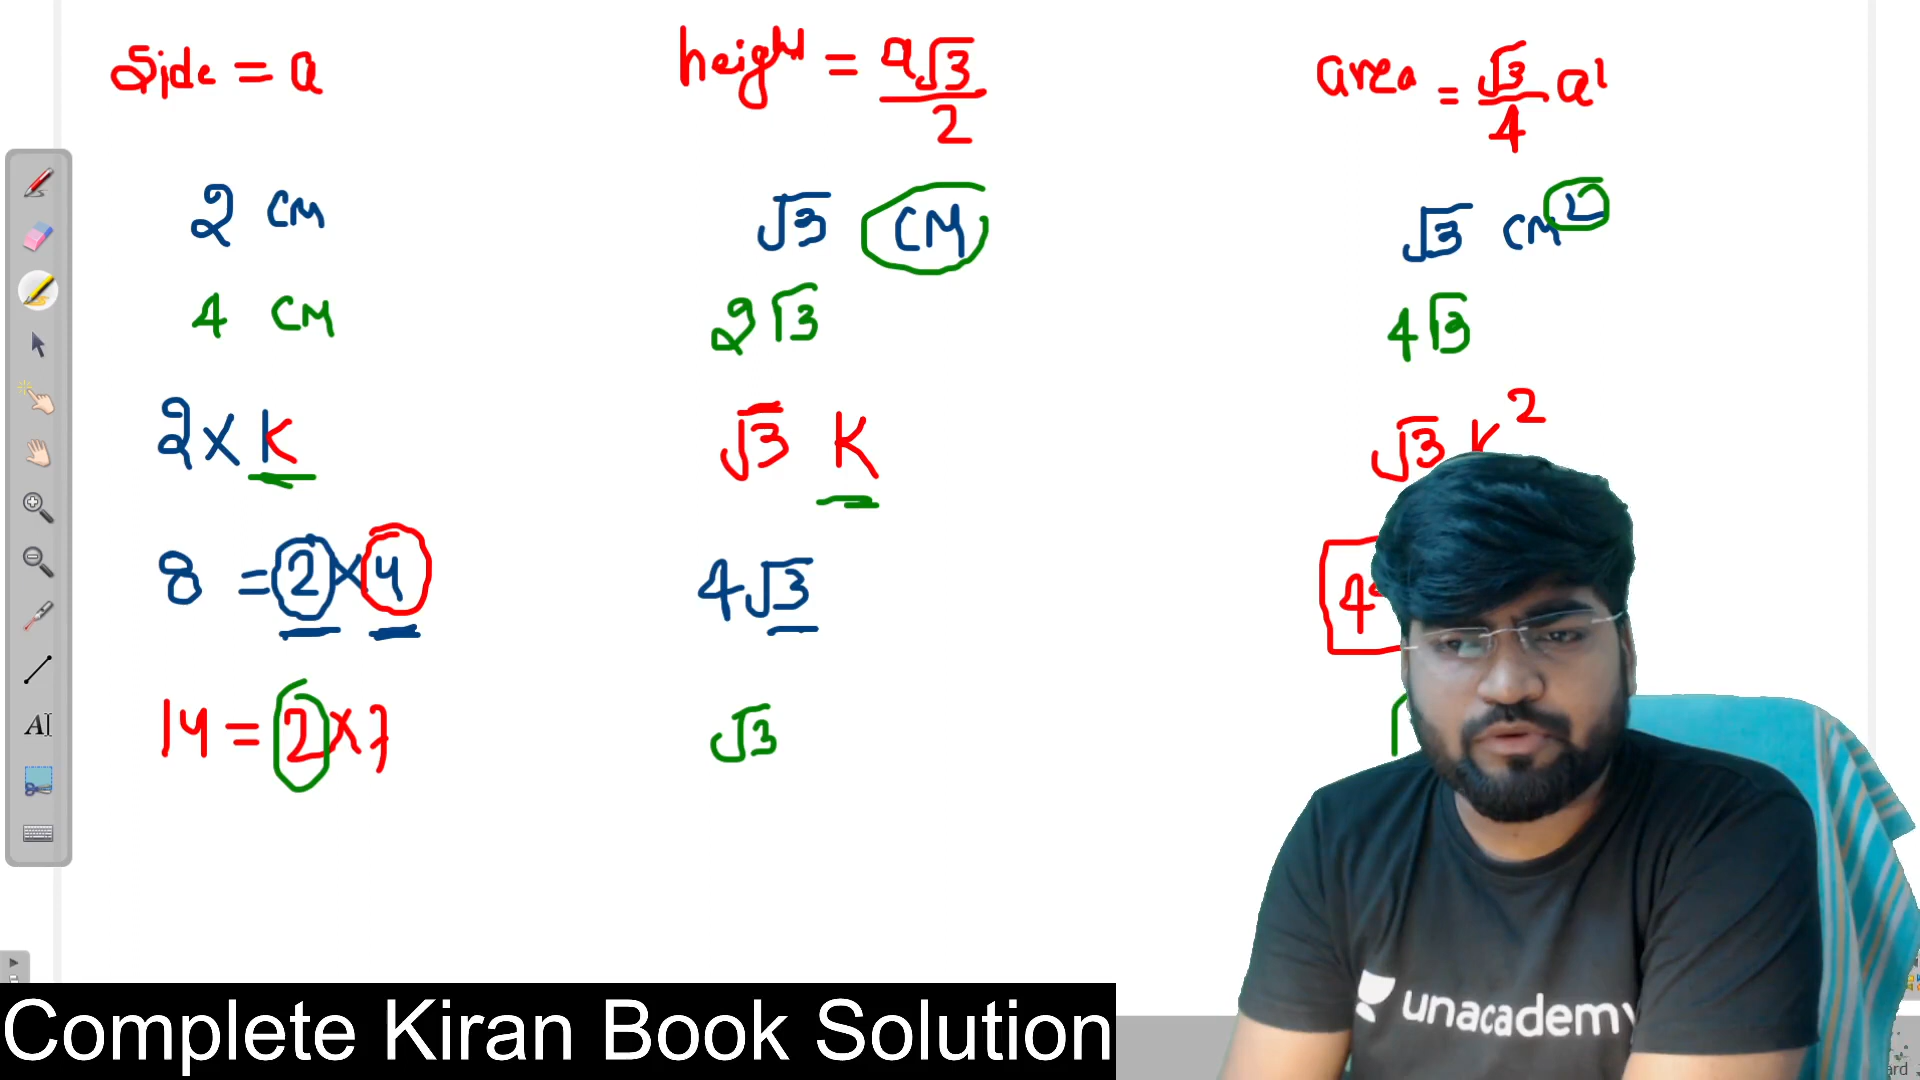 side = a height = a√3/2 area = √3/4 a²
2 cm √3 cm √3 cm²
4 cm 2√3 4√3
2 × K √3 K √3 K²
8 = 2 × 4 4√3 4
14 = 2 × 7 √3
Complete Kiran Book Solution
unacademy